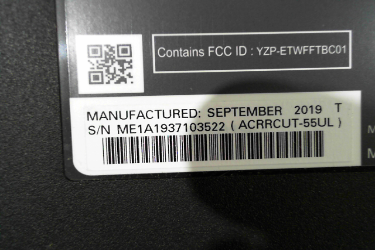 Contains FCC ID : YZP-ETWFFTBC01
MANUFACTURED: SEPTEMBER 2019 T
S/N ME1A1937103522 ( ACRRCUT-55UL )
M
M